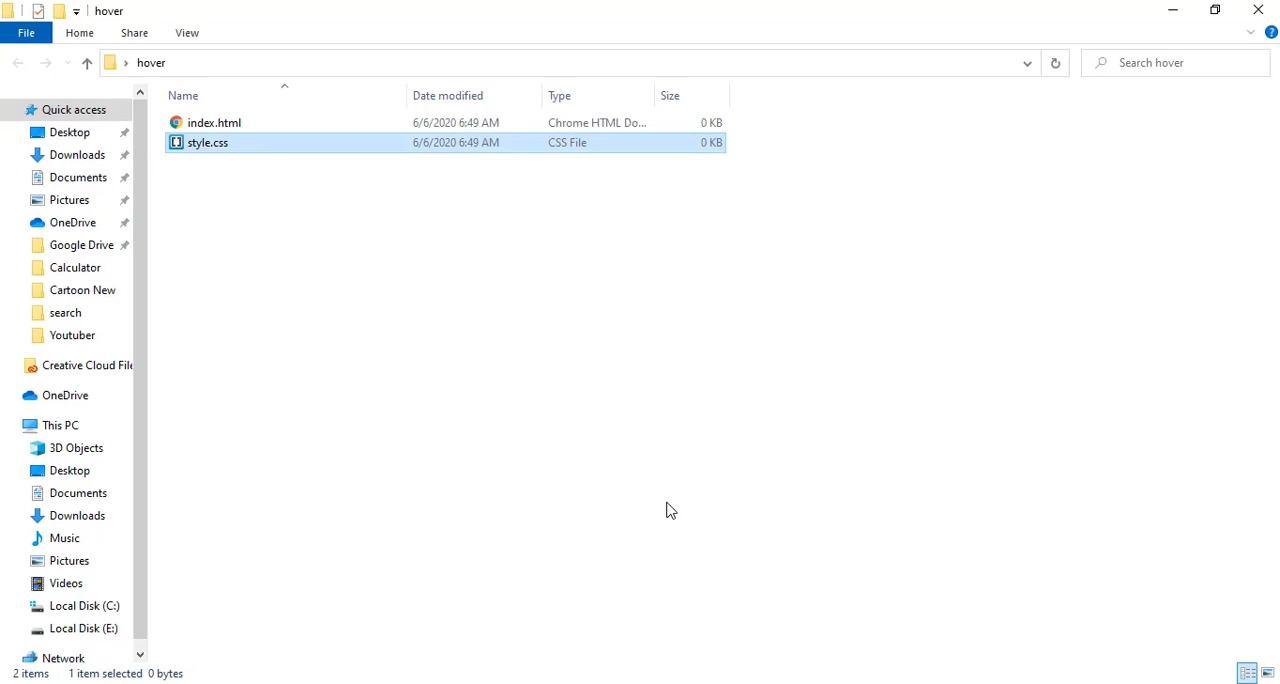 hover
File Home Share View
hover Search hover
Name Date modified Type Size
index.html 6/6/2020 6:49 AM Chrome HTML Do... 0 KB
style.css 6/6/2020 6:49 AM CSS File 0 KB
Quick access
Desktop
Downloads
Documents
Pictures
OneDrive
Google Drive
Calculator
Cartoon New
search
Youtuber
Creative Cloud File
OneDrive
This PC
3D Objects
Desktop
Documents
Downloads
Music
Pictures
Videos
Local Disk (C:)
Local Disk (E:)
Network
2 items 1 item selected 0 bytes